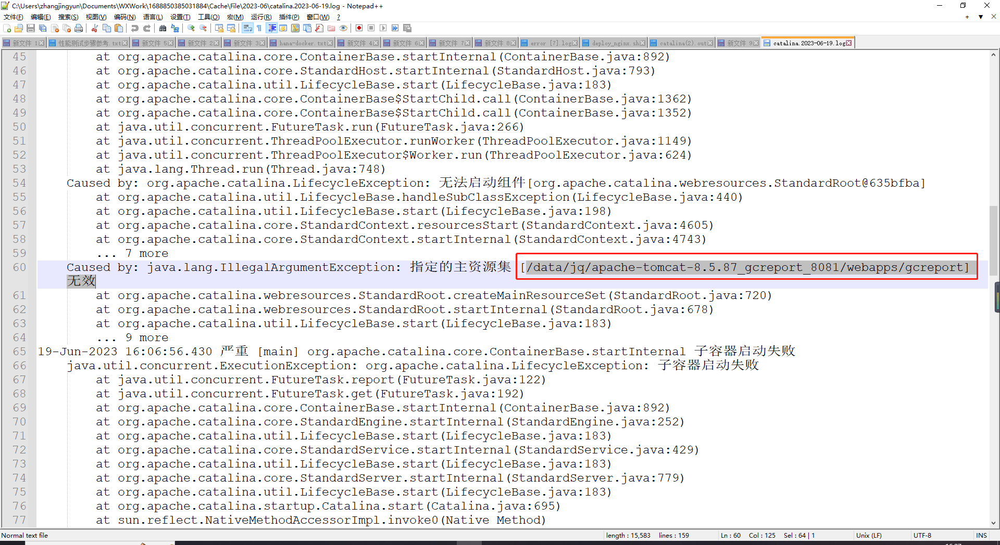 C:\Users\zhangjingyun\Documents\WXWork\1688850385031884\Cache\File\2023-06\catalina.2023-06-19.log - Notepad++
文件(F) 编辑(E) 搜索(S) 视图(V) 编码(N) 语言(L) 设置(T) 工具(O) 宏(M) 运行(R) 插件(P) 窗口(W) ?
新文件 1 性能测试步骤参考.txt 新文件 5 新文件 2 新文件 3 hana-docker.txt 新文件 4 新文件 6 新文件 7 新文件 8 error [7].log deploy_nginx.sh catalina(2).out 新文件 9 catalina.2023-06-19.log
45 at org.apache.catalina.core.ContainerBase.startInternal(ContainerBase.java:892)
46 at org.apache.catalina.core.StandardHost.startInternal(StandardHost.java:793)
47 at org.apache.catalina.util.LifecycleBase.start(LifecycleBase.java:183)
48 at org.apache.catalina.core.ContainerBase$StartChild.call(ContainerBase.java:1362)
49 at org.apache.catalina.core.ContainerBase$StartChild.call(ContainerBase.java:1352)
50 at java.util.concurrent.FutureTask.run(FutureTask.java:266)
51 at java.util.concurrent.ThreadPoolExecutor.runWorker(ThreadPoolExecutor.java:1149)
52 at java.util.concurrent.ThreadPoolExecutor$Worker.run(ThreadPoolExecutor.java:624)
53 at java.lang.Thread.run(Thread.java:748)
54 Caused by: org.apache.catalina.LifecycleException: 无法启动组件[org.apache.catalina.webresources.StandardRoot@635bfba]
55 at org.apache.catalina.util.LifecycleBase.handleSubClassException(LifecycleBase.java:440)
56 at org.apache.catalina.util.LifecycleBase.start(LifecycleBase.java:198)
57 at org.apache.catalina.core.StandardContext.resourcesStart(StandardContext.java:4605)
58 at org.apache.catalina.core.StandardContext.startInternal(StandardContext.java:4743)
59 ... 7 more
60 Caused by: java.lang.IllegalArgumentException: 指定的主资源集 [/data/jq/apache-tomcat-8.5.87_gcreport_8081/webapps/gcreport]
无效
61 at org.apache.catalina.webresources.StandardRoot.createMainResourceSet(StandardRoot.java:720)
62 at org.apache.catalina.webresources.StandardRoot.startInternal(StandardRoot.java:678)
63 at org.apache.catalina.util.LifecycleBase.start(LifecycleBase.java:183)
64 ... 9 more
65 19-Jun-2023 16:06:56.430 严重 [main] org.apache.catalina.core.ContainerBase.startInternal 子容器启动失败
66 java.util.concurrent.ExecutionException: org.apache.catalina.LifecycleException: 子容器启动失败
67 at java.util.concurrent.FutureTask.report(FutureTask.java:122)
68 at java.util.concurrent.FutureTask.get(FutureTask.java:192)
69 at org.apache.catalina.core.ContainerBase.startInternal(ContainerBase.java:892)
70 at org.apache.catalina.core.StandardEngine.startInternal(StandardEngine.java:252)
71 at org.apache.catalina.util.LifecycleBase.start(LifecycleBase.java:183)
72 at org.apache.catalina.core.StandardService.startInternal(StandardService.java:429)
73 at org.apache.catalina.util.LifecycleBase.start(LifecycleBase.java:183)
74 at org.apache.catalina.core.StandardServer.startInternal(StandardServer.java:779)
75 at org.apache.catalina.util.LifecycleBase.start(LifecycleBase.java:183)
76 at org.apache.catalina.startup.Catalina.start(Catalina.java:695)
77 at sun.reflect.NativeMethodAccessorImpl.invoke0(Native Method)
Normal text file length : 15,583 lines : 159 Ln : 60 Col : 125 Sel : 64 | 1 Unix (LF) UTF-8 INS